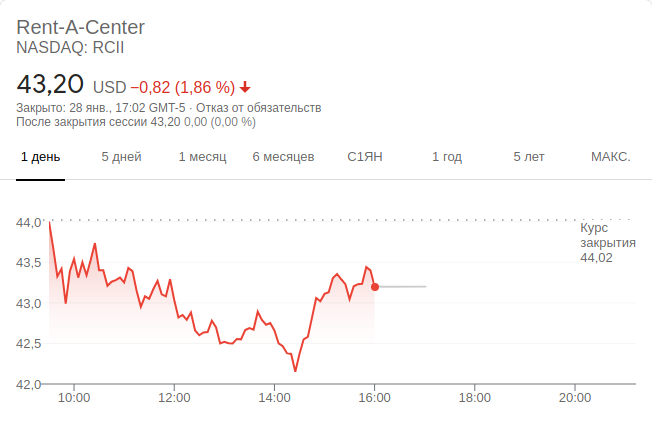 Rent-A-Center
NASDAQ: RCII
43,20 USD −0,82 (1,86 %)
Закрыто: 28 янв., 17:02 GMT-5 · Отказ от обязательств
После закрытия сессии 43,20 0,00 (0,00 %)
1 день 5 дней 1 месяц 6 месяцев С1ЯН 1 год 5 лет МАКС.
44,0
Курс
закрытия
44,02
43,5
43,0
42,5
42,0
10:00 12:00 14:00 16:00 18:00 20:00